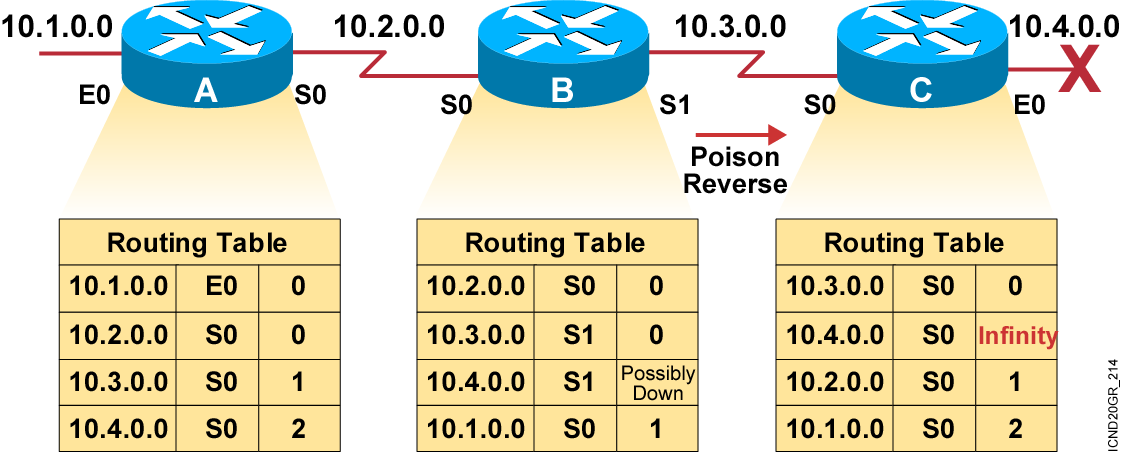 10.1.0.0 10.2.0.0 10.3.0.0 10.4.0.0
A B C
E0 S0 S0 S1 S0 E0
X
Poison
Reverse
Routing Table
10.1.0.0 E0 0
10.2.0.0 S0 0
10.3.0.0 S0 1
10.4.0.0 S0 2
Routing Table
10.2.0.0 S0 0
10.3.0.0 S1 0
10.4.0.0 S1 Possibly
Down
10.1.0.0 S0 1
Routing Table
10.3.0.0 S0 0
10.4.0.0 S0 Infinity
10.2.0.0 S0 1
10.1.0.0 S0 2
ICND20GR_214